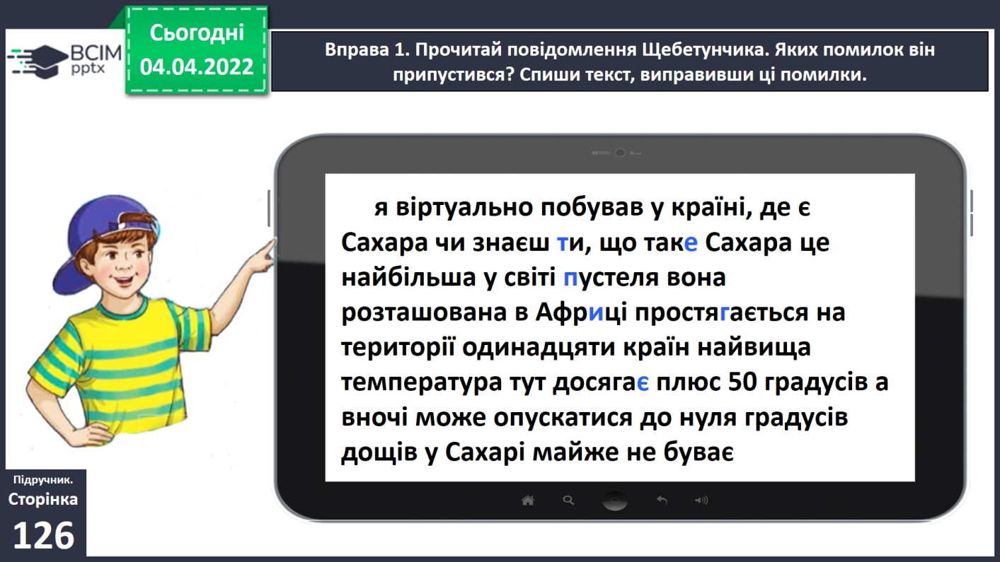 Сьогодні
04.04.2022
ВСІМ
pptx
Вправа 1. Прочитай повідомлення Щебетунчика. Яких помилок він
припустився? Спиши текст, виправивши ці помилки.
я віртуально побував у країні, де є
Сахара чи знаєш ти, що таке Сахара це
найбільша у світі пустеля вона
розташована в Африці простягається на
території одинадцяти країн найвища
температура тут досягає плюс 50 градусів а
вночі може опускатися до нуля градусів
дощів у Сахарі майже не буває
Підручник.
Сторінка
126